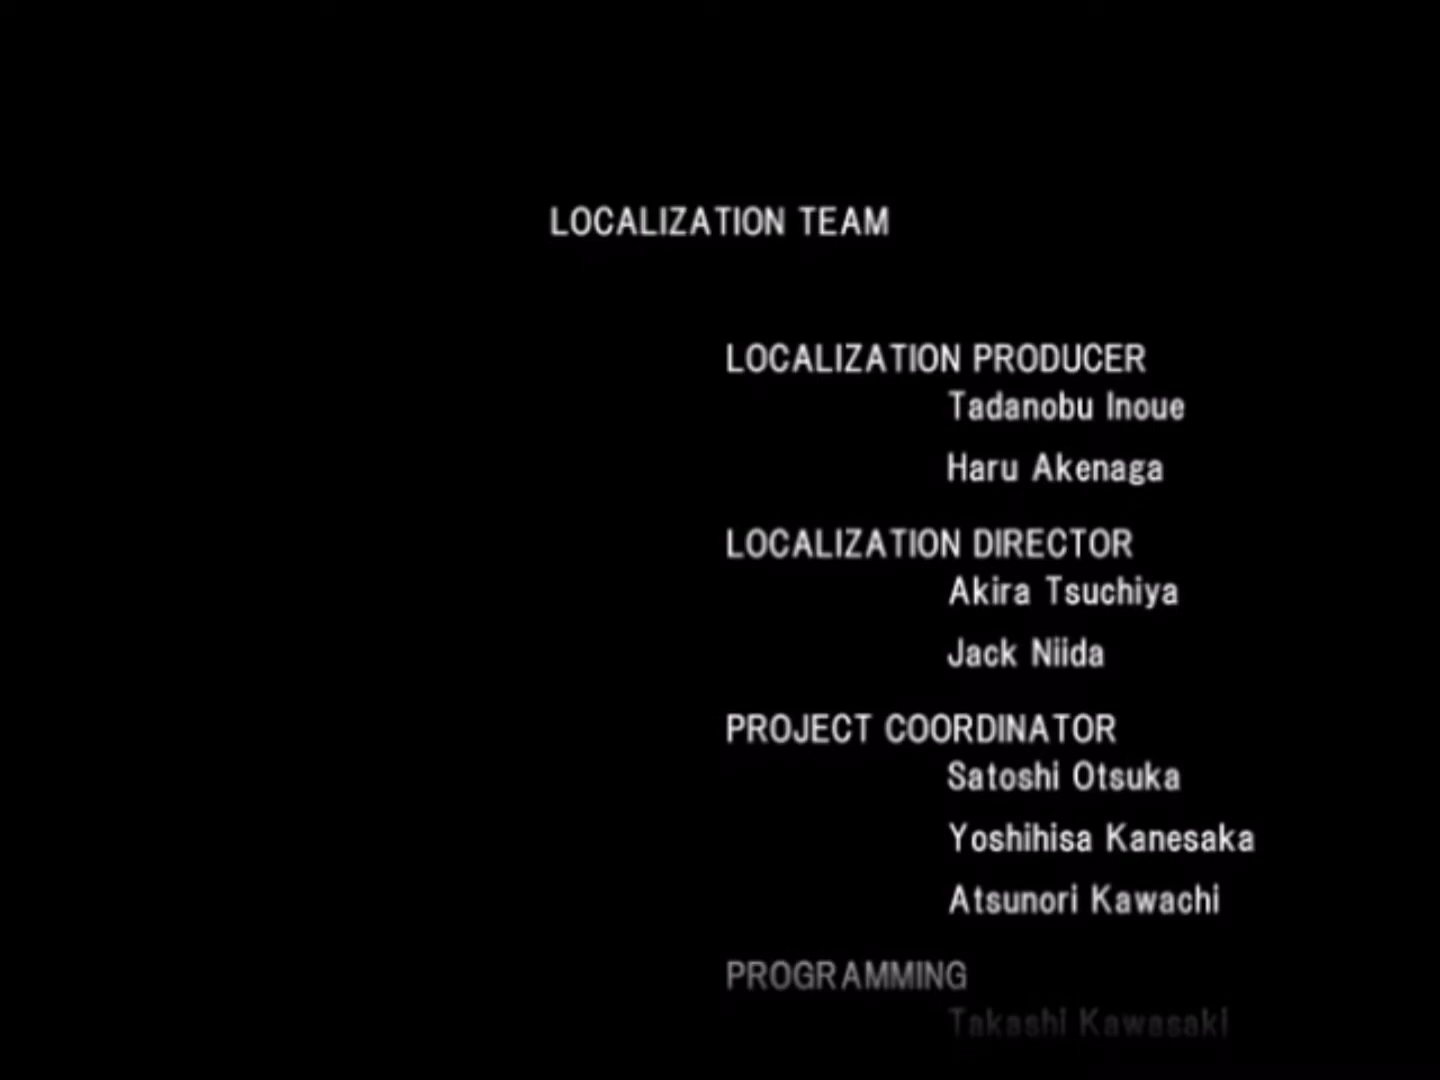 LOCALIZATION TEAM
LOCALIZATION PRODUCER
Tadanobu Inoue
Haru Akenaga
LOCALIZATION DIRECTOR
Akira Tsuchiya
Jack Niida
PROJECT COORDINATOR
Satoshi Otsuka
Yoshihisa Kanesaka
Atsunori Kawachi
PROGRAMMING
Takashi Kawasaki